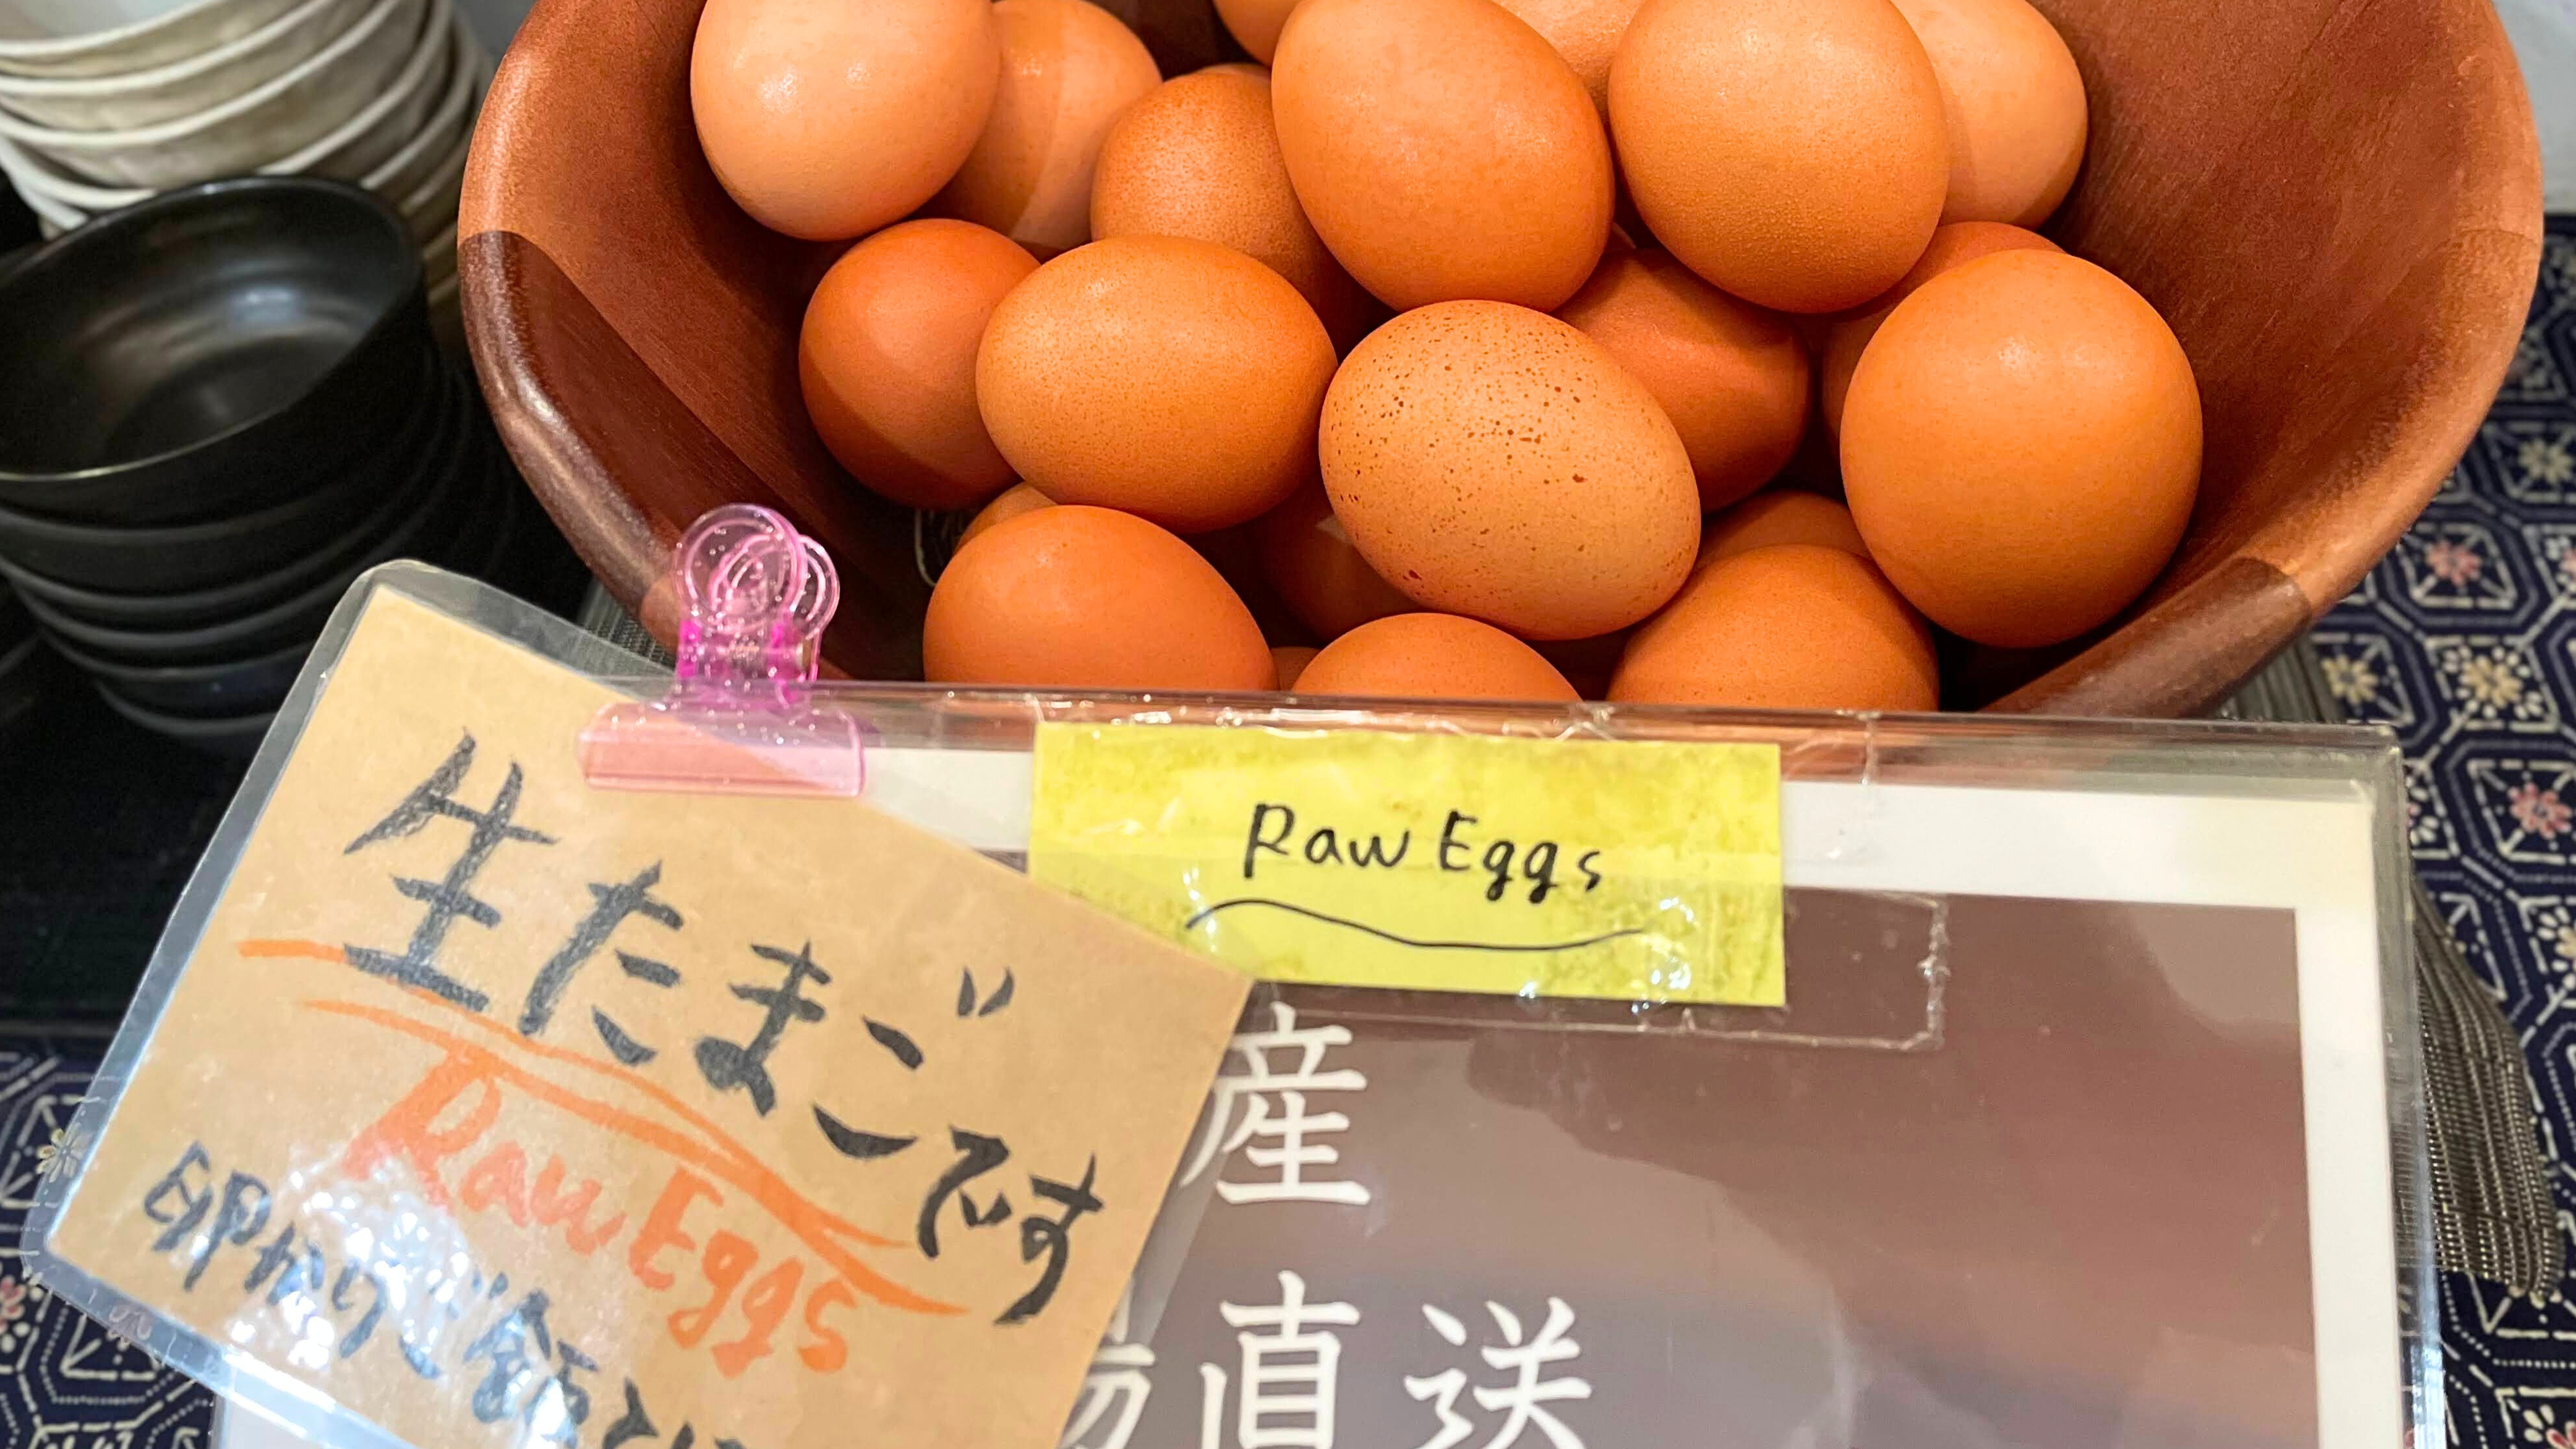 生たまごです
Raw Eggs
卵かけご飯
Raw Eggs
産
直送